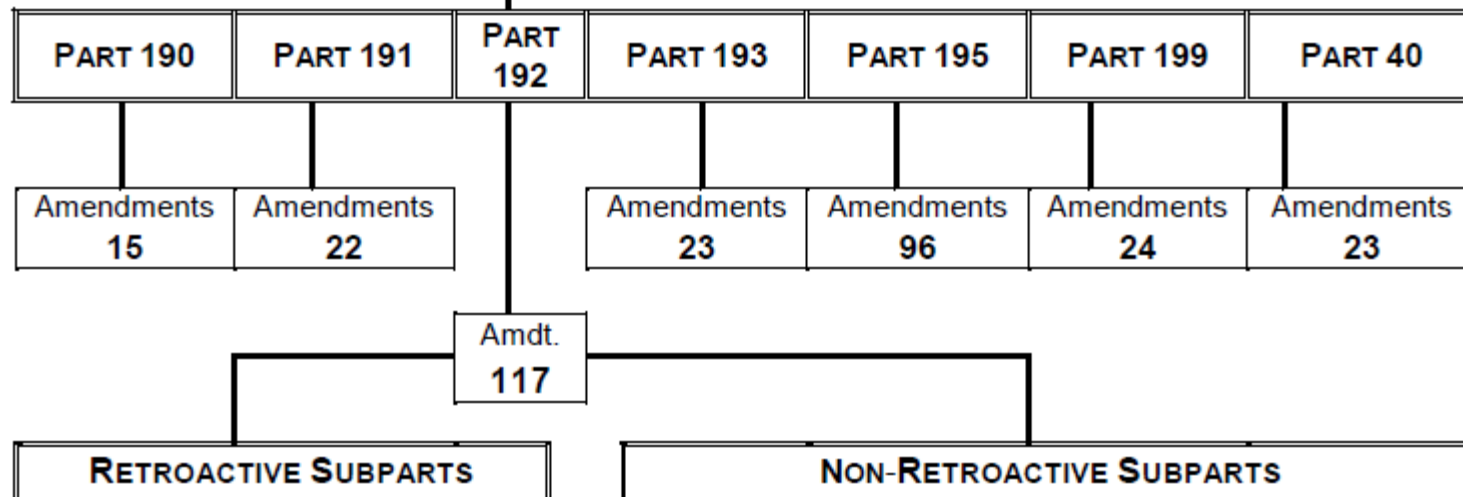 PART 190 PART 191 PART 192 PART 193 PART 195 PART 199 PART 40
Amendments Amendments Amendments Amendments Amendments Amendments
15 22 23 96 24 23
Amdt.
117
RETROACTIVE SUBPARTS NON-RETROACTIVE SUBPARTS